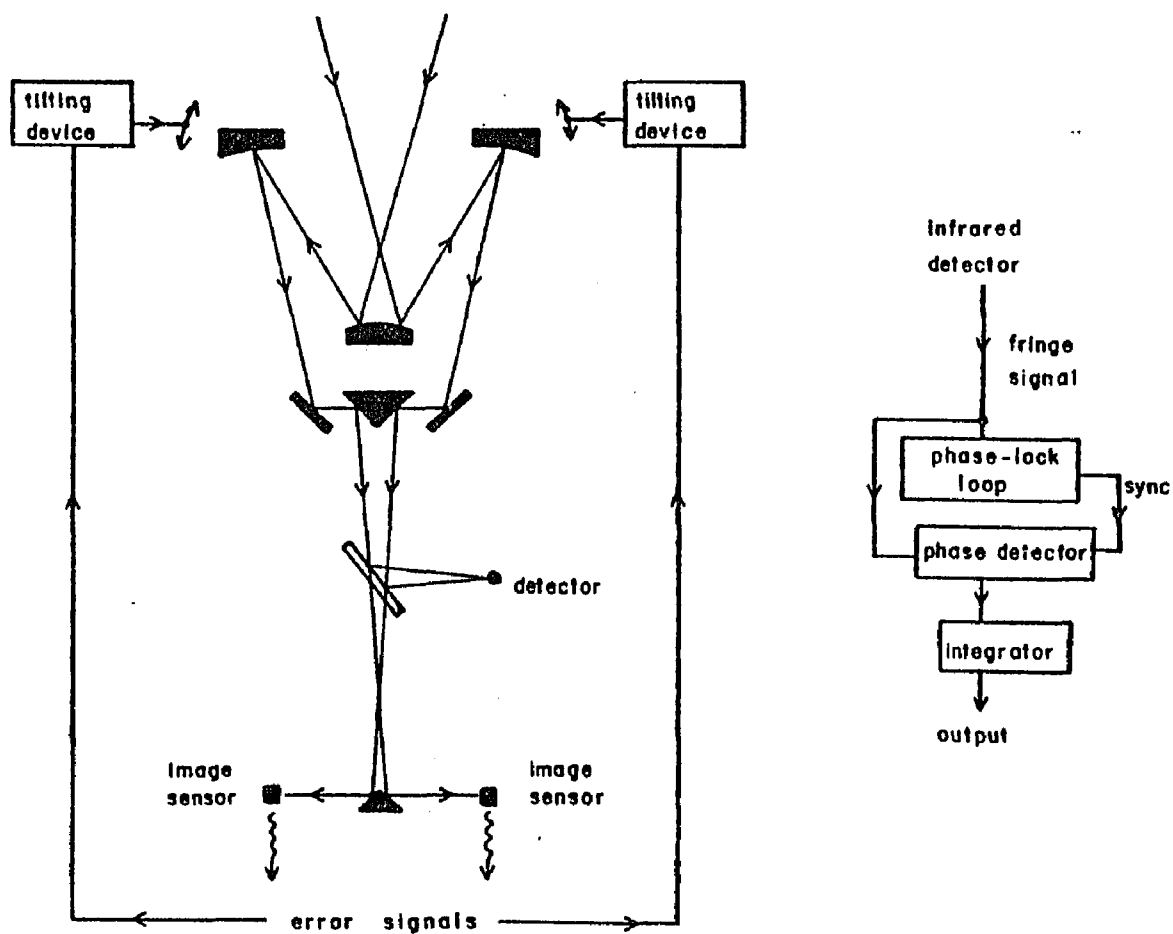 tilting
device
tilting
device
detector
Image
sensor
Image
sensor
error signals
infrared
detector
fringe
signal
phase-lock
loop
sync
phase detector
integrator
output